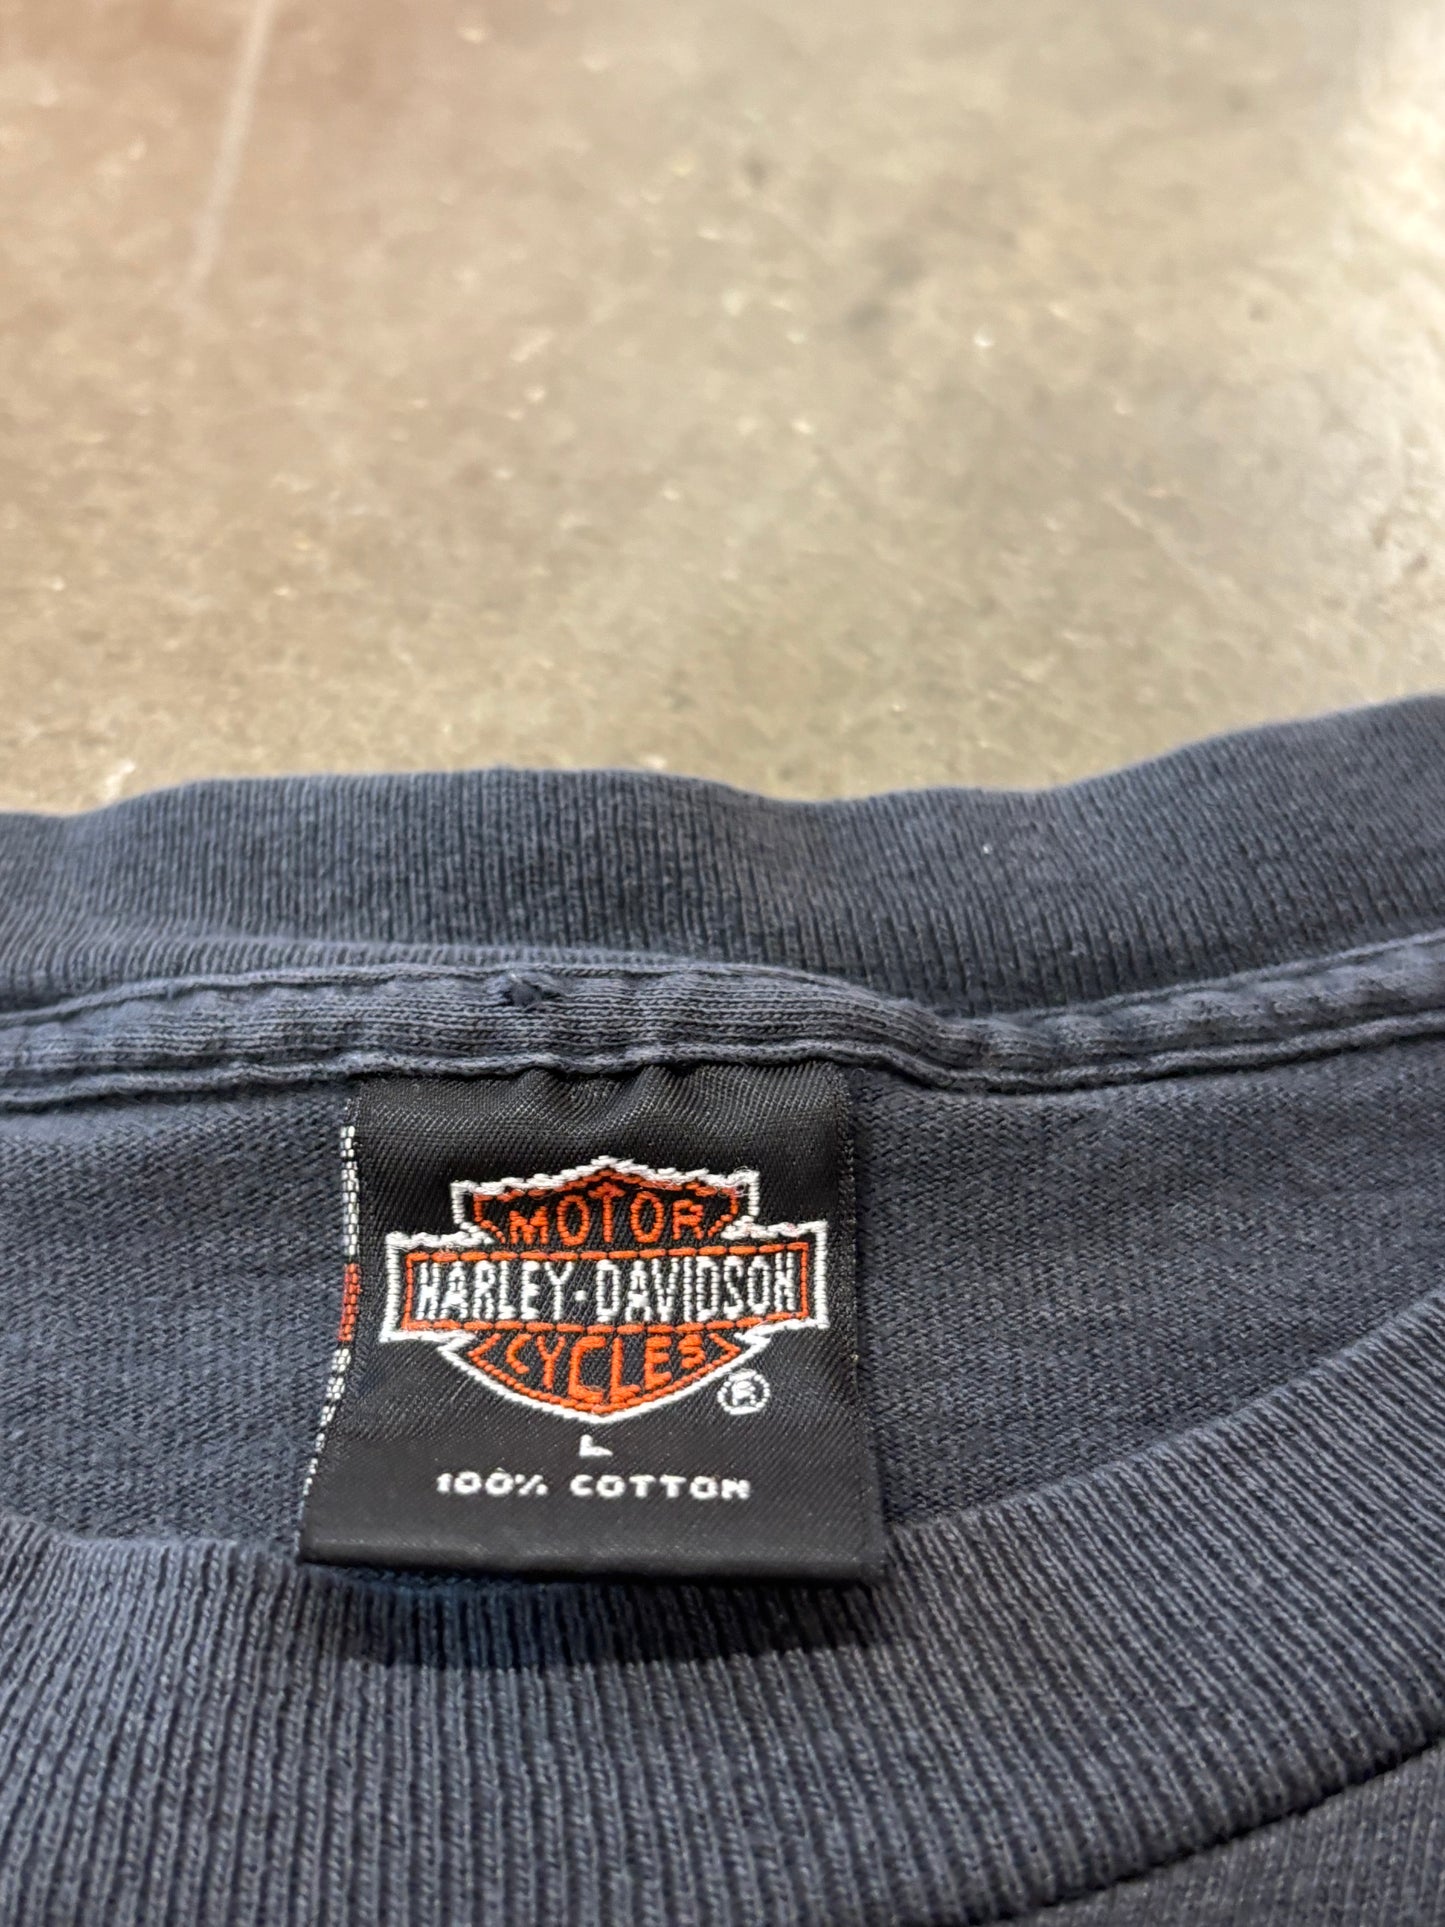 MOTOR
HARLEY-DAVIDSON
CYCLES
®
L
100% COTTON